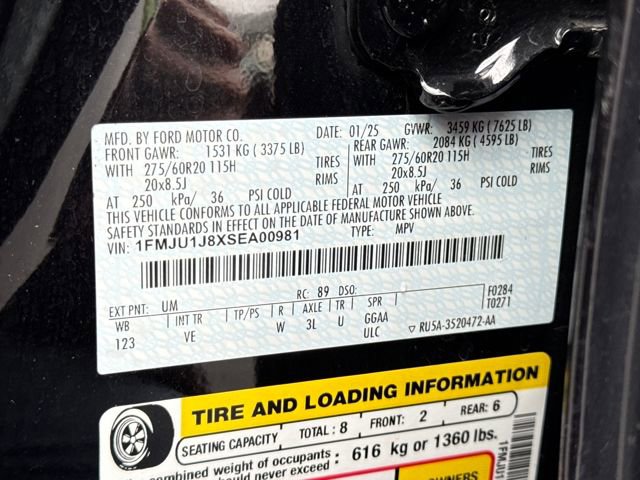 MFD. BY FORD MOTOR CO. DATE: 01/25 GVWR: 3459 KG ( 7625 LB)
FRONT GAWR: 1531 KG ( 3375 LB) REAR GAWR: 2084 KG ( 4595 LB)
WITH 275/60R20 115H TIRES WITH 275/60R20 115H TIRES
20x8.5J RIMS 20x8.5J RIMS
AT 250 kPa/ 36 PSI COLD AT 250 kPa/ 36 PSI COLD
THIS VEHICLE CONFORMS TO ALL APPLICABLE FEDERAL MOTOR VEHICLE
SAFETY STANDARDS IN EFFECT ON THE DATE OF MANUFACTURE SHOWN ABOVE.
VIN: 1FMJU1J8XSEA00981 TYPE: MPV
EXT PNT: UM RC: 89 DSO: F0284
T0271
WB INT TR TP/PS R AXLE TR SPR
123 VE W 3L U GGAA
ULC ▽ RU5A-3520472-AA
TIRE AND LOADING INFORMATION
SEATING CAPACITY TOTAL: 8 FRONT: 2 REAR: 6
combined weight of occupants
should never exceed : 616 kg or 1360 lbs.
OWNERS
1FMJU1